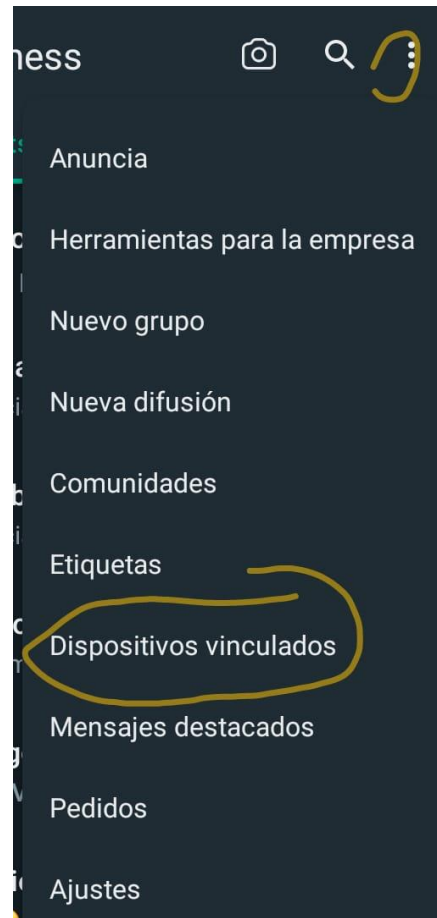 ness
Anuncia
Herramientas para la empresa
Nuevo grupo
Nueva difusión
Comunidades
Etiquetas
Dispositivos vinculados
Mensajes destacados
Pedidos
Ajustes